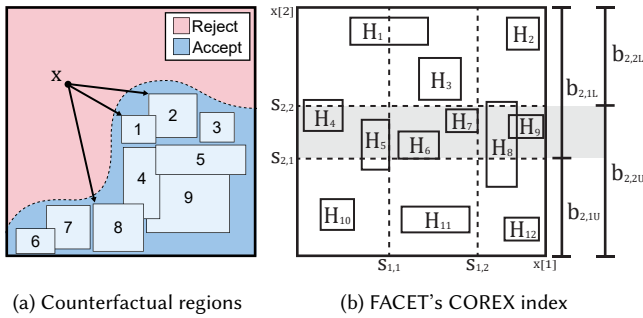 Reject
Accept
x
1
2
3
4
5
6
7
8
9
(a) Counterfactual regions
x[2]
H1
H2
H3
S2,2
H4
H5
H6
H7
H8
H9
S2,1
H10
H11
H12
S1,1
S1,2
x[1]
b2,1L
b2,2L
b2,2U
b2,1U
(b) FACET's COREX index